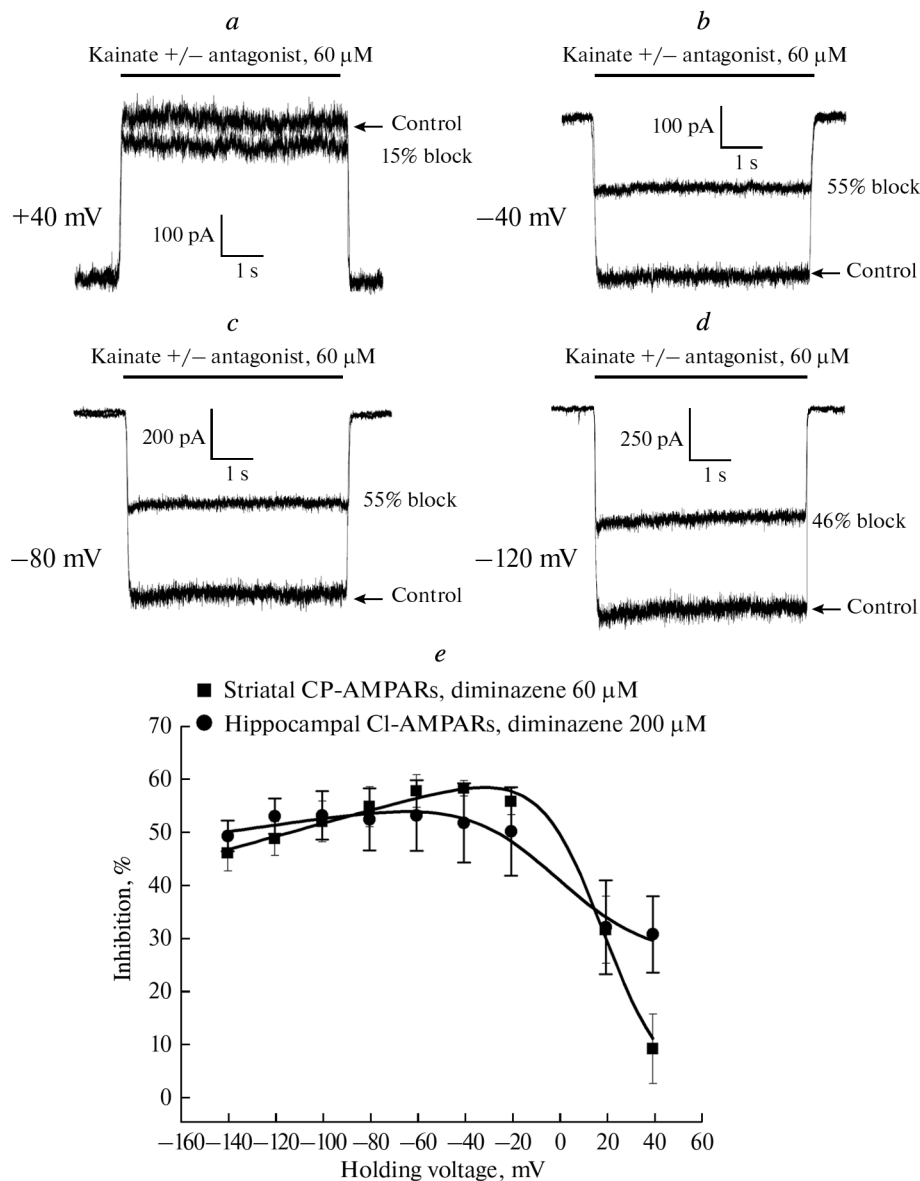 a
Kainate +/− antagonist, 60 μM
Control
15% block
+40 mV
100 pA
1 s
b
Kainate +/− antagonist, 60 μM
100 pA
1 s
55% block
−40 mV
Control
c
Kainate +/− antagonist, 60 μM
200 pA
1 s
55% block
−80 mV
Control
d
Kainate +/− antagonist, 60 μM
250 pA
1 s
46% block
−120 mV
Control
e
Striatal CP-AMPARs, diminazene 60 μM
Hippocampal Cl-AMPARs, diminazene 200 μM
70
60
50
40
30
20
10
0
Inhibition, %
−160 −140 −120 −100 −80 −60 −40 −20 0 20 40 60
Holding voltage, mV